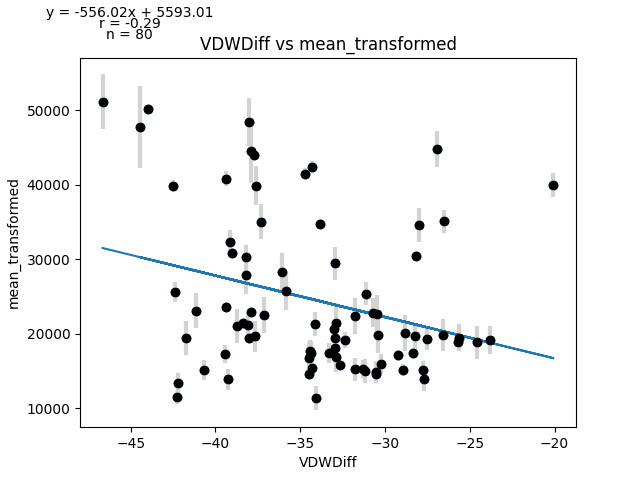 y = -556.02x + 5593.01
r = -0.29
n = 80
VDWDiff vs mean_transformed
50000
40000
30000
20000
10000
mean_transformed
−45
−40
−35
−30
−25
−20
VDWDiff